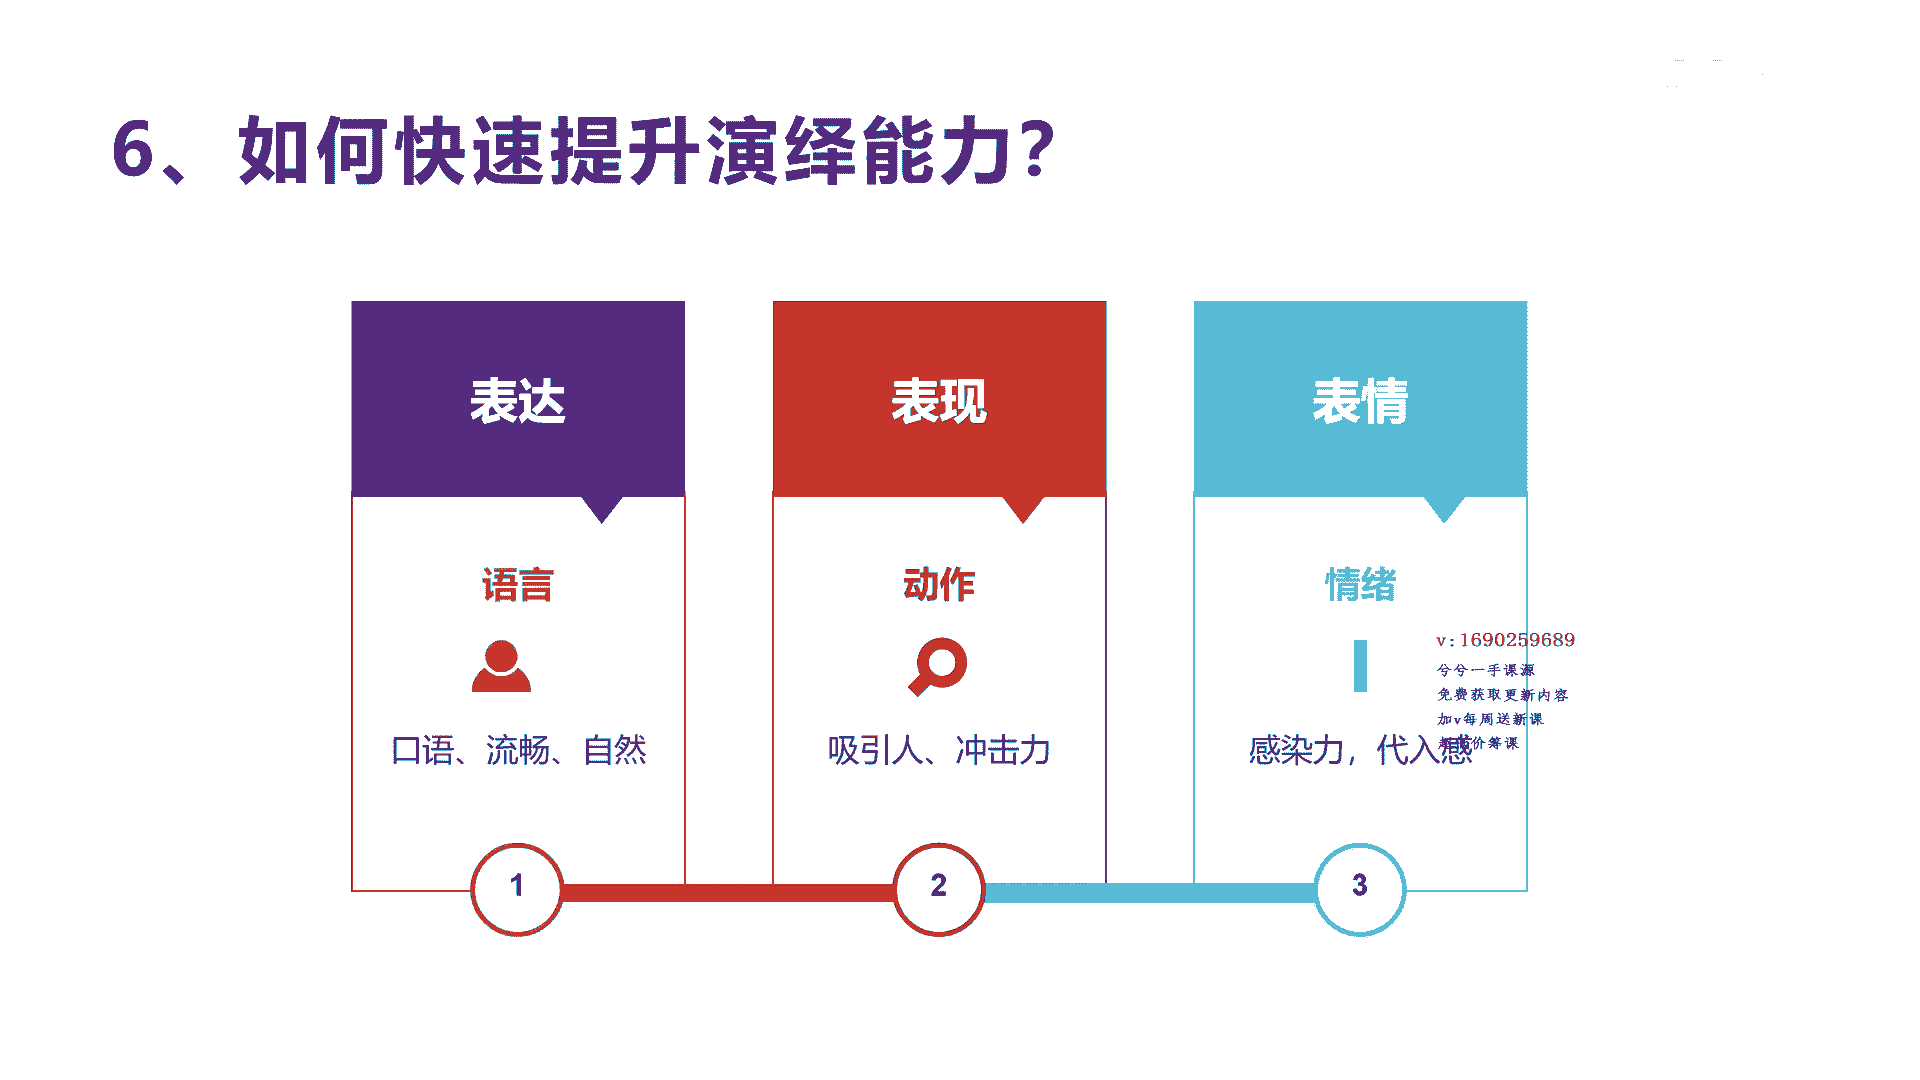 6、如何快速提升演绎能力?
表达
语言
口语、流畅、自然
1
表现
动作
吸引人、冲击力
2
表情
情绪
感染力，代入感
3
v:1690259689
兮兮一手课源
免费获取更新内容
加v每周送新课
价筹课